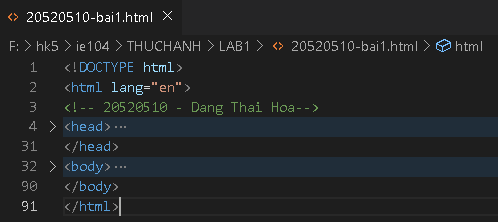 20520510-bai1.html ×
F: > hk5 > ie104 > THUCHANH > LAB1 > 20520510-bai1.html > html
1 <!DOCTYPE html>
2 <html lang="en">
3 <!-- 20520510 - Dang Thai Hoa-->
4 > <head>…
31 </head>
32 > <body>…
90 </body>
91 </html>